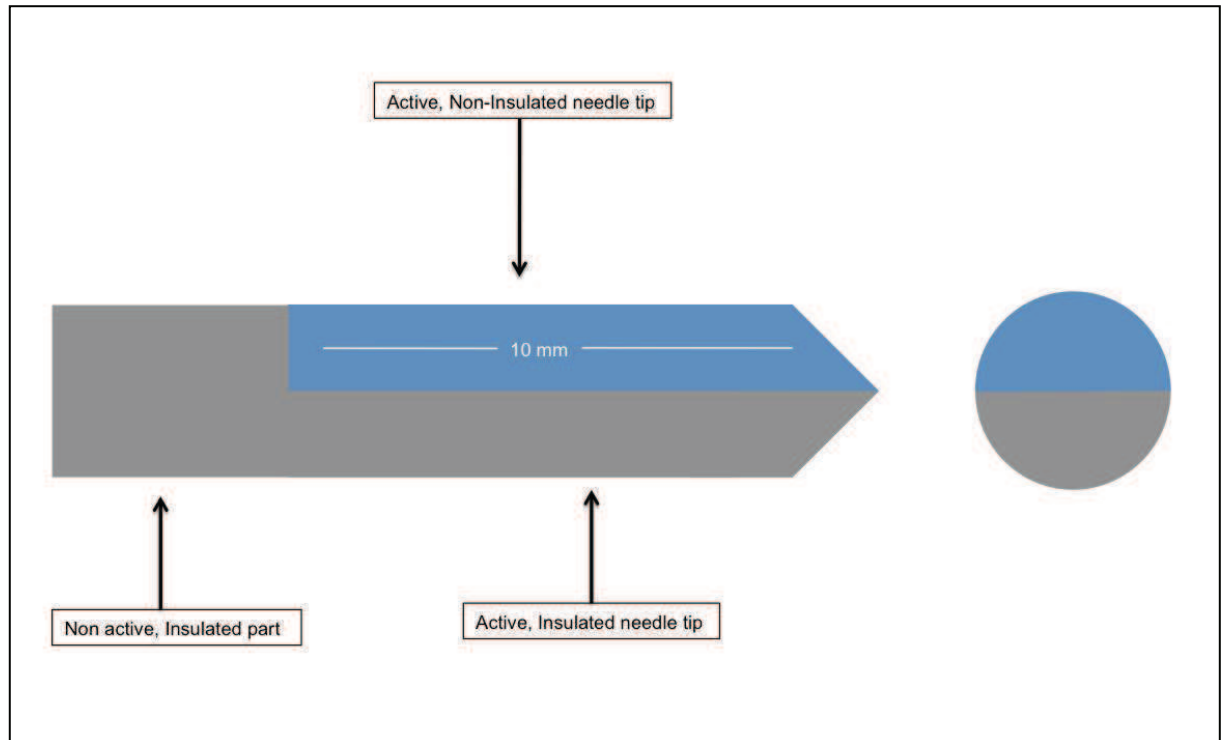 Active, Non-Insulated needle tip
10 mm
Non active, Insulated part
Active, Insulated needle tip